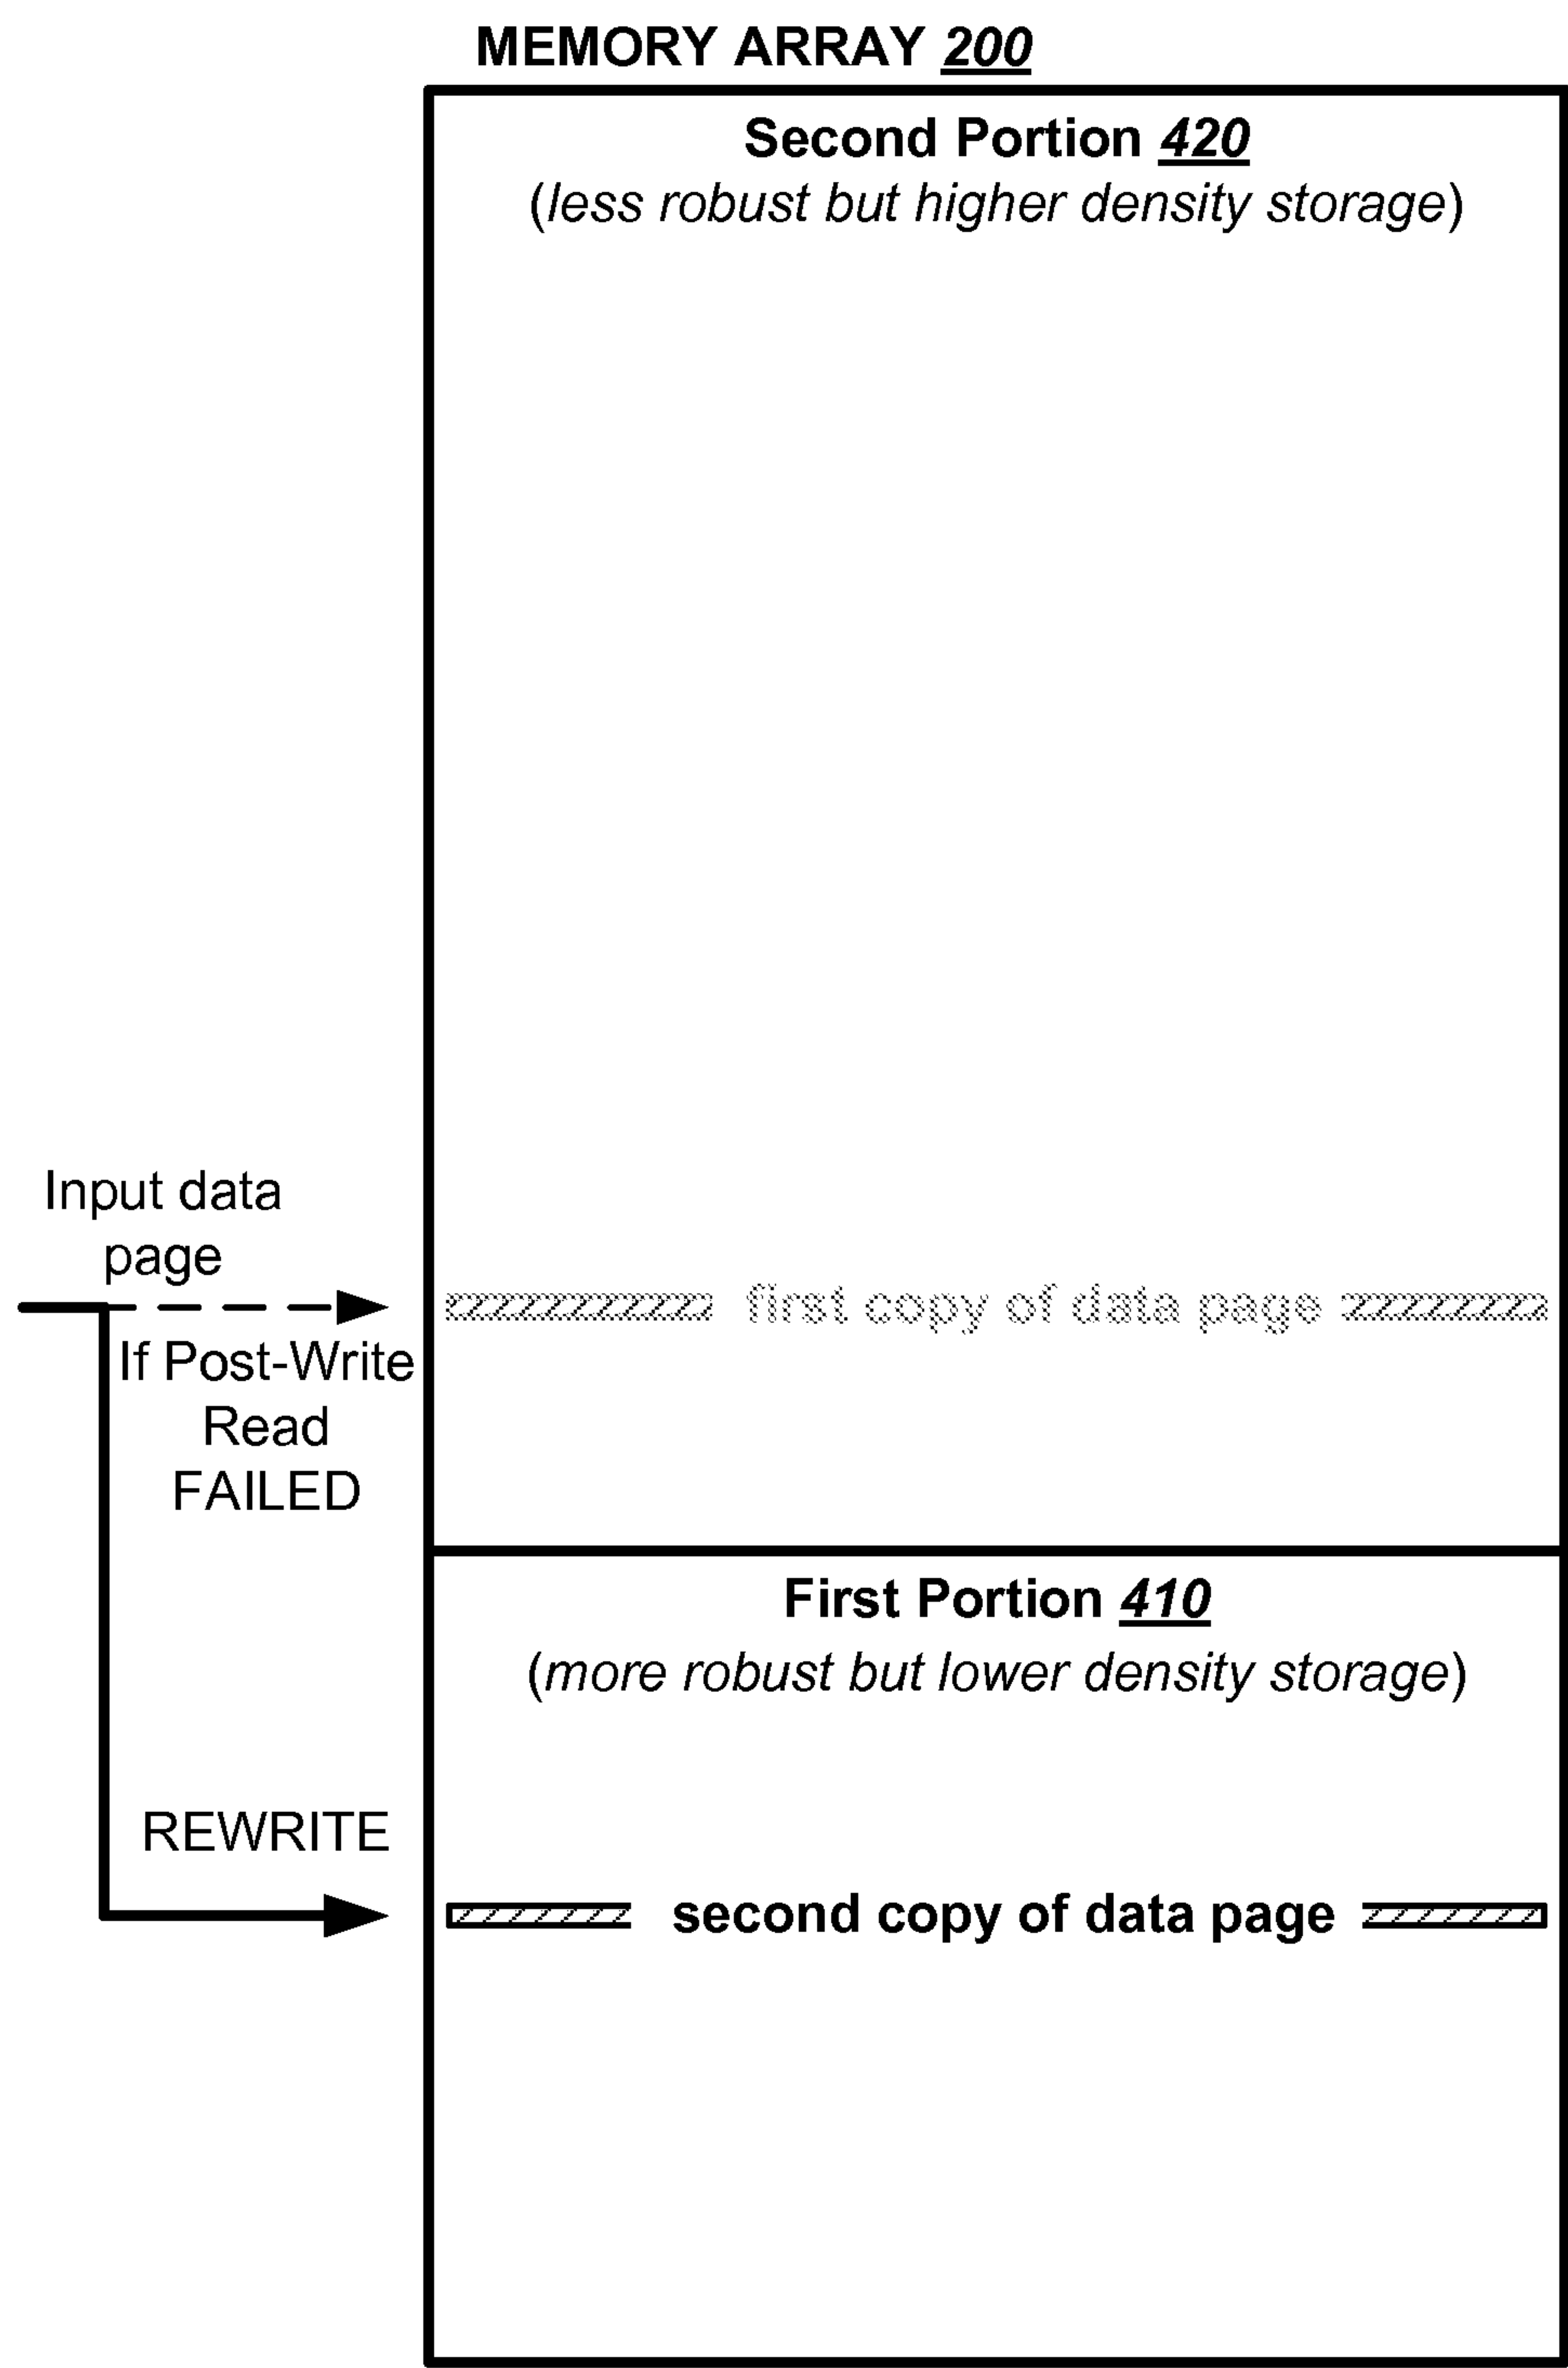 MEMORY ARRAY 200
Second Portion 420
(less robust but higher density storage)
Input data
page
first copy of data page
If Post-Write
Read
FAILED
First Portion 410
(more robust but lower density storage)
REWRITE
second copy of data page